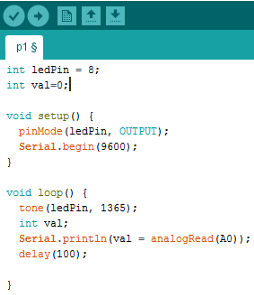 p1 §
int ledPin = 8;
int val=0;
void setup() {
pinMode(ledPin, OUTPUT);
Serial.begin(9600);
}
void loop() {
tone(ledPin, 1365);
int val;
Serial.println(val = analogRead(A0));
delay(100);
}